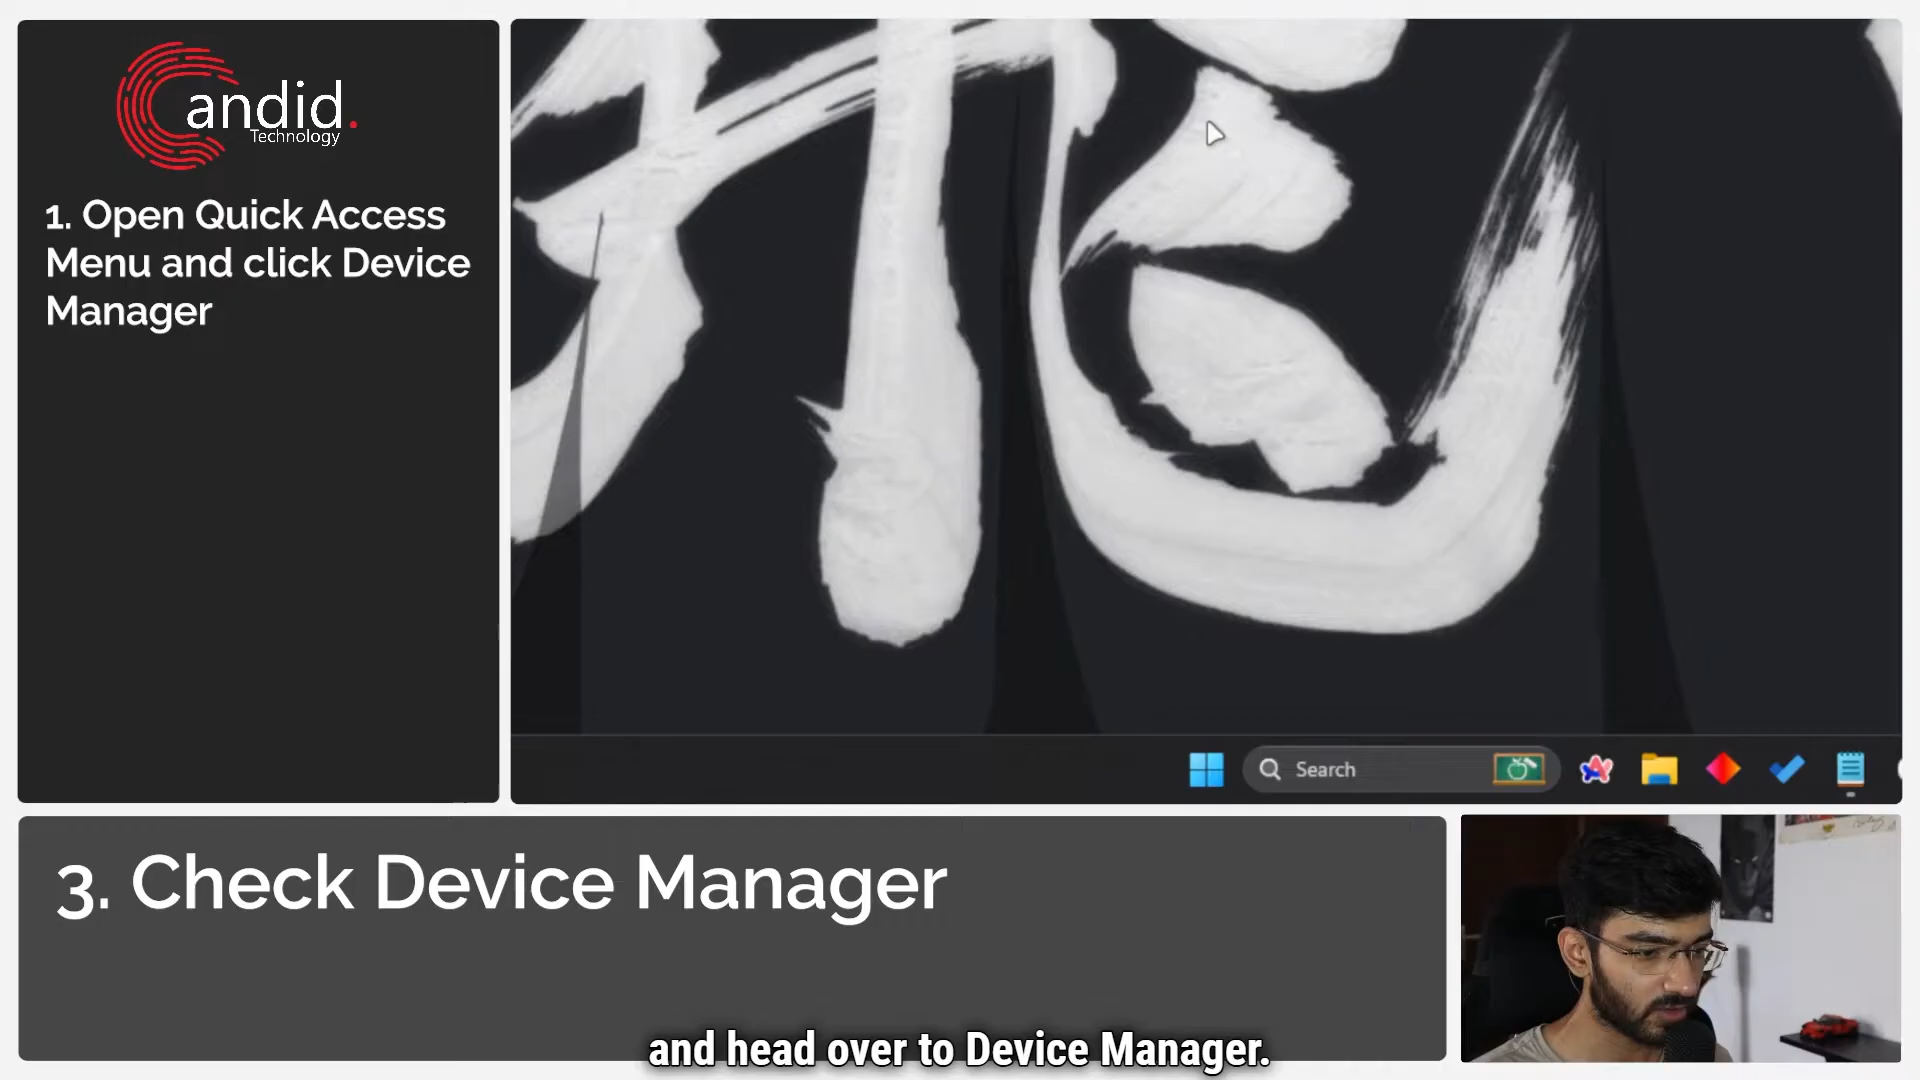 Candid.
Technology
1. Open Quick Access
Menu and click Device
Manager
Search
3. Check Device Manager
and head over to Device Manager.